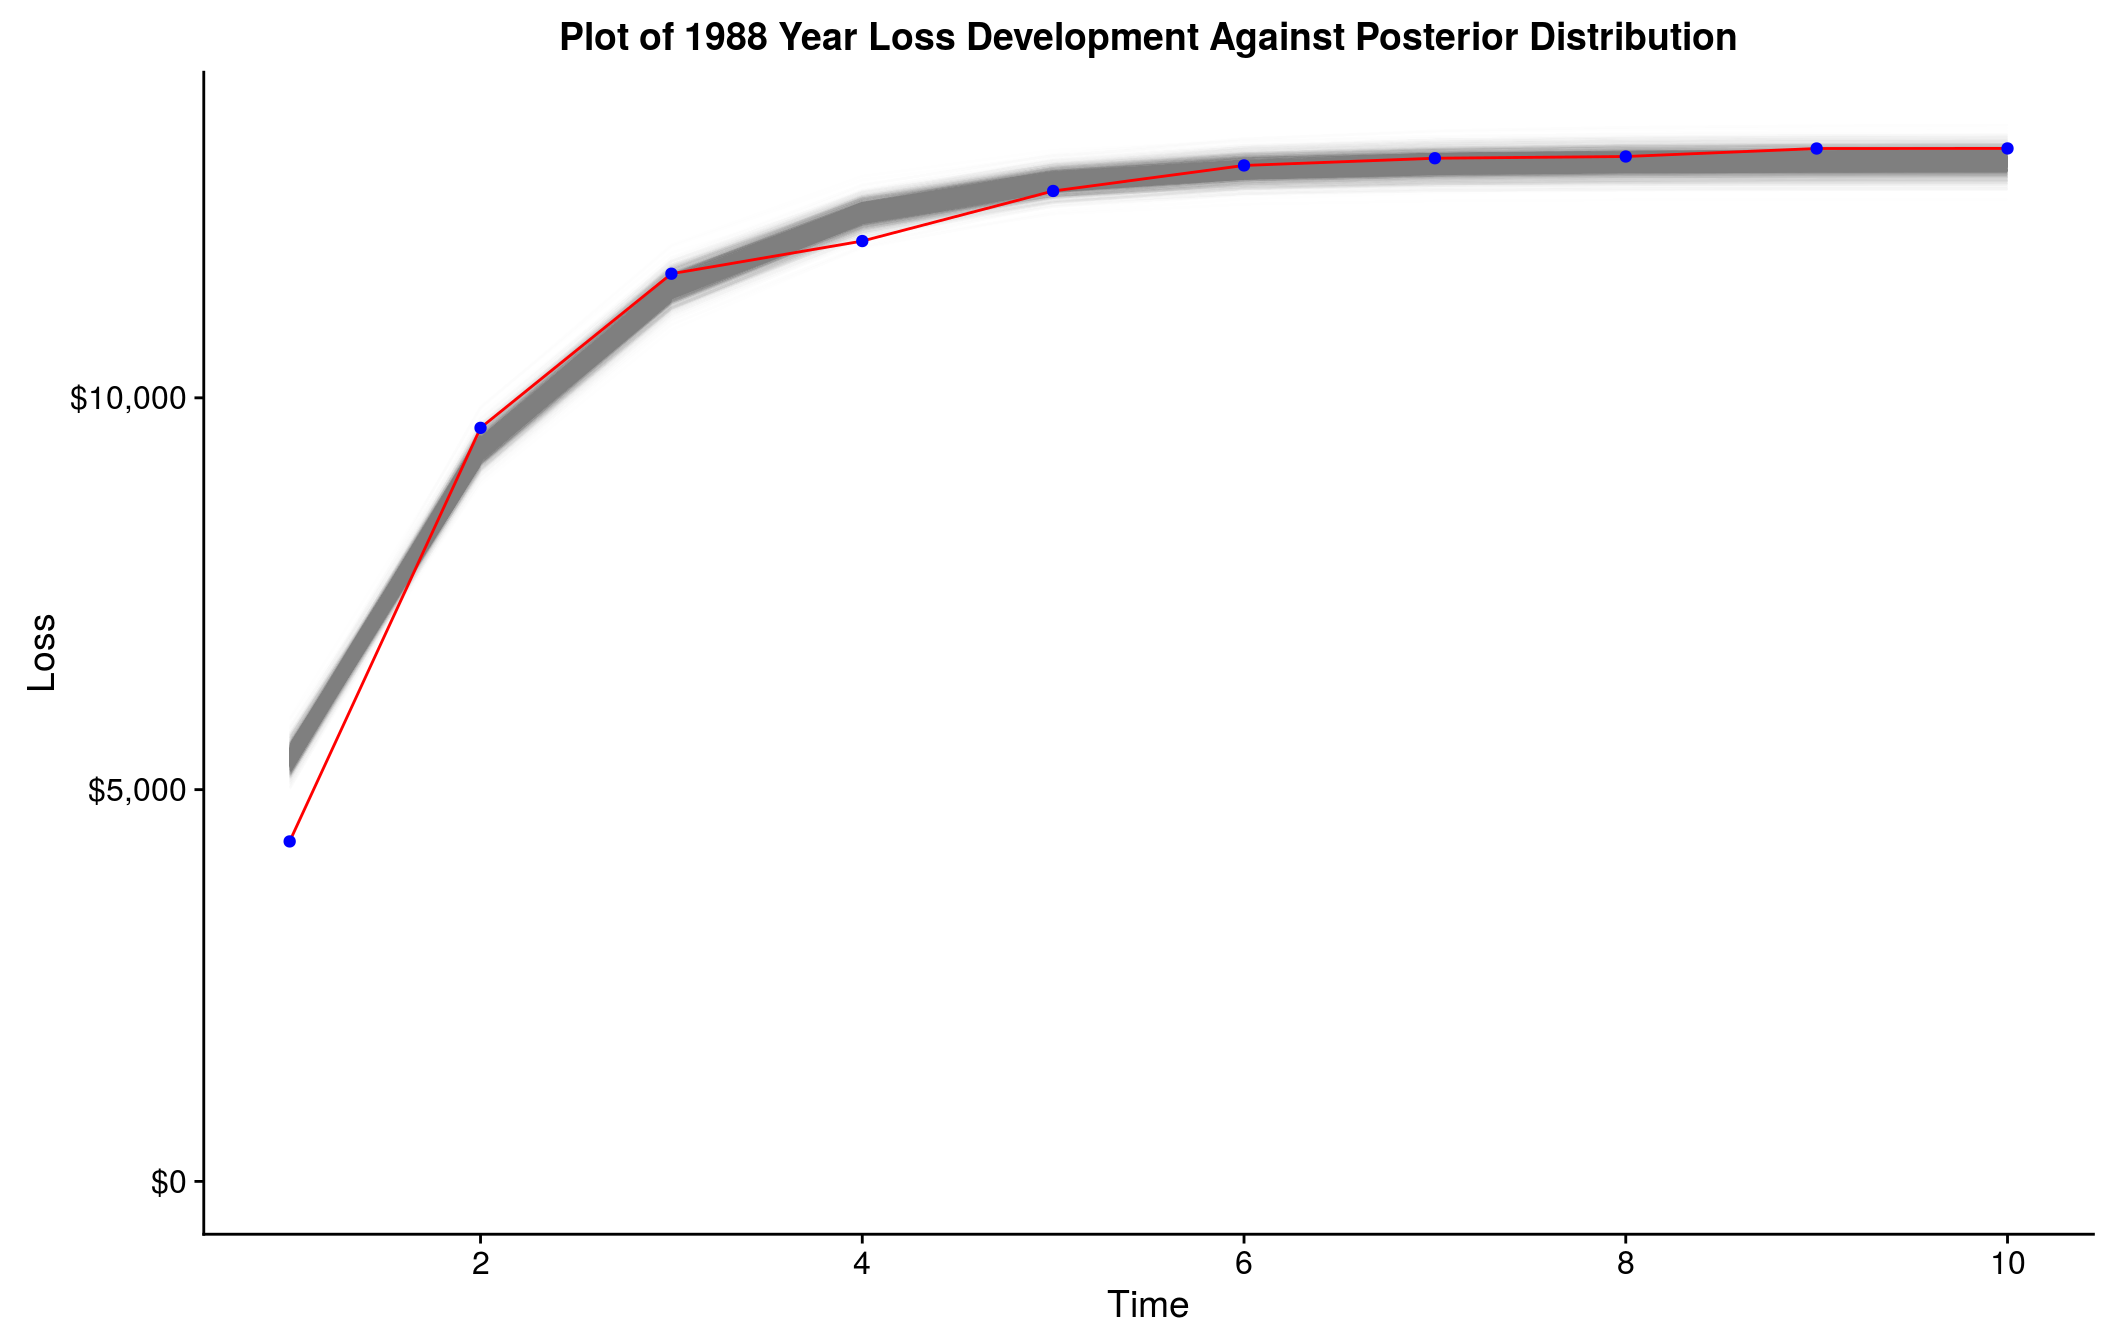 Plot of 1988 Year Loss Development Against Posterior Distribution
Loss
$10,000
$5,000
$0
2 4 6 8 10
Time